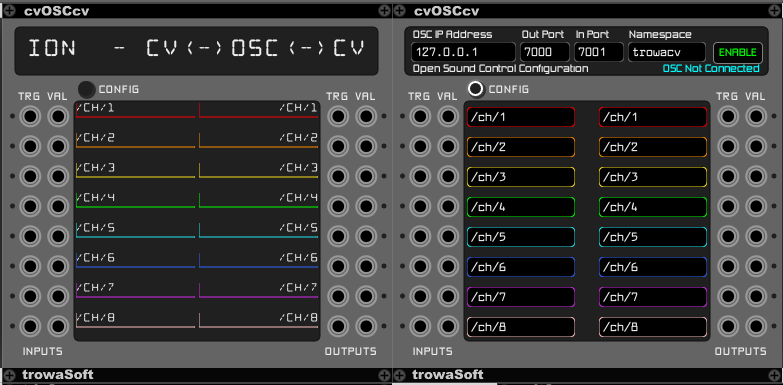 cvOSCcv
ION - CV<->OSC<->CV
CONFIG
TRG VAL
TRG VAL
/CH/1 /CH/1
/CH/2 /CH/2
/CH/3 /CH/3
/CH/4 /CH/4
/CH/5 /CH/5
/CH/6 /CH/6
/CH/7 /CH/7
/CH/8 /CH/8
INPUTS OUTPUTS
trowaSoft
cvOSCcv
OSC IP Address Out Port In Port Namespace
127.0.0.1 7000 7001 trowacv ENABLE
Open Sound Control Configuration OSC Not Connected
CONFIG
TRG VAL
TRG VAL
/ch/1 /ch/1
/ch/2 /ch/2
/ch/3 /ch/3
/ch/4 /ch/4
/ch/5 /ch/5
/ch/6 /ch/6
/ch/7 /ch/7
/ch/8 /ch/8
INPUTS OUTPUTS
trowaSoft